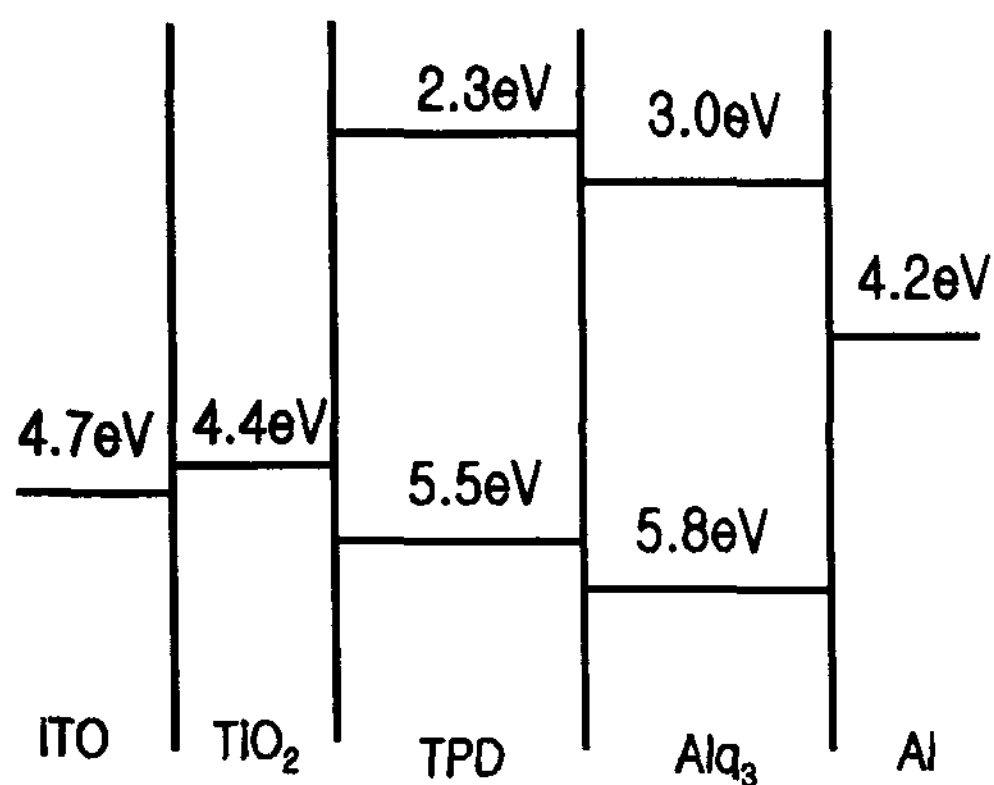 2.3eV
3.0eV
4.2eV
4.7eV
4.4eV
5.5eV
5.8eV
ITO
TiO₂
TPD
Alq₃
Al